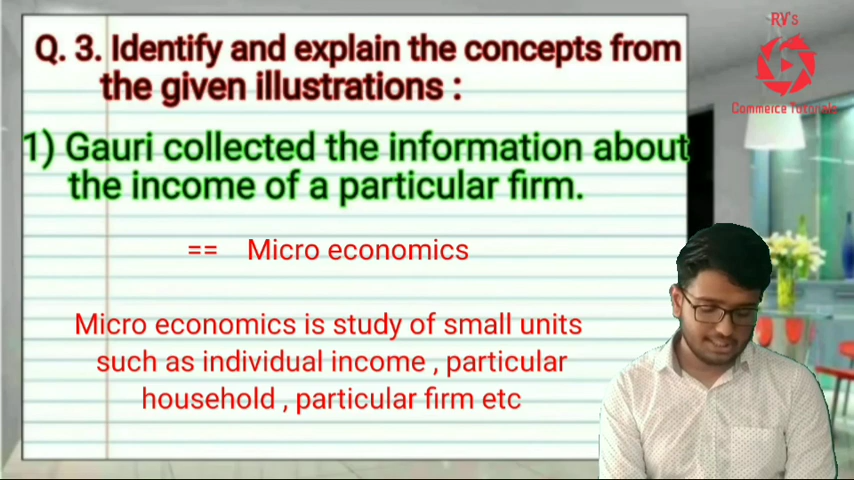 Q. 3. Identify and explain the concepts from
the given illustrations :
1) Gauri collected the information about
the income of a particular firm.
== Micro economics
Micro economics is study of small units
such as individual income , particular
household , particular firm etc
RV's
Commerce Tutorials